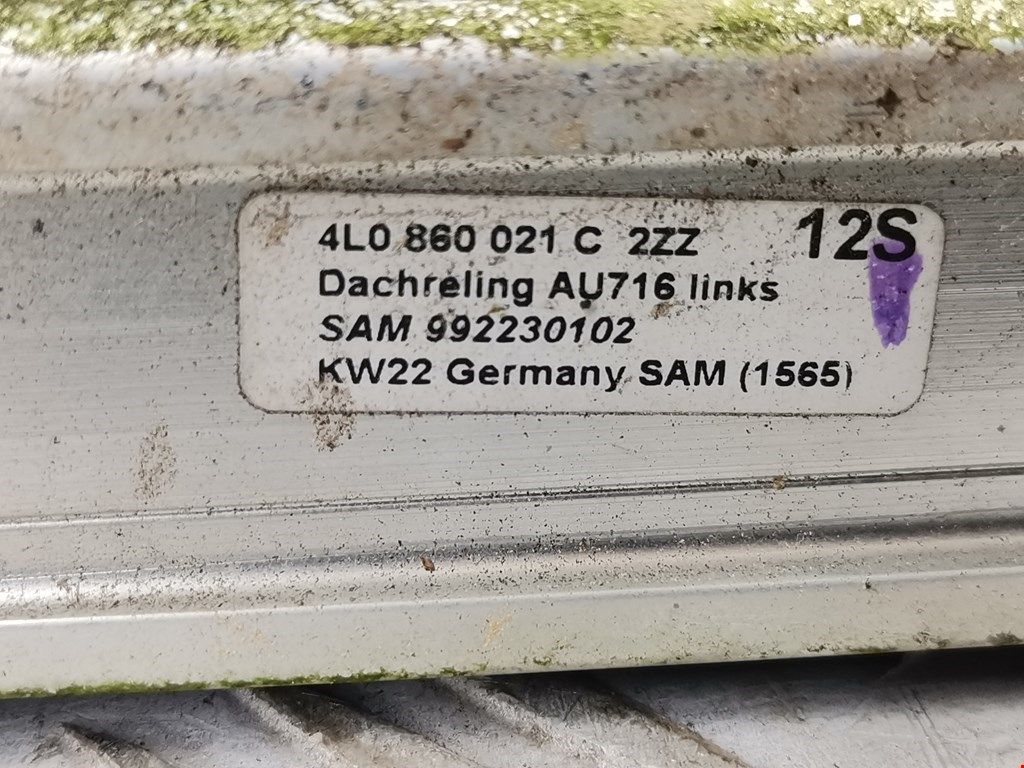 4L0 860 021 C 2ZZ 12S
Dachreling AU716 links
SAM 992230102
KW22 Germany SAM (1565)